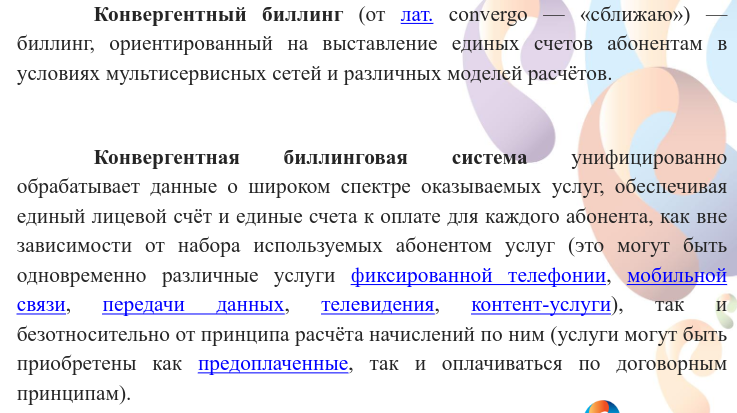 Конвергентный биллинг (от лат. convergo — «сближаю») —
биллинг, ориентированный на выставление единых счетов абонентам в
условиях мультисервисных сетей и различных моделей расчётов.
Конвергентная биллинговая система унифицированно
обрабатывает данные о широком спектре оказываемых услуг, обеспечивая
единый лицевой счёт и единые счета к оплате для каждого абонента, как вне
зависимости от набора используемых абонентом услуг (это могут быть
одновременно различные услуги фиксированной телефонии, мобильной
связи, передачи данных, телевидения, контент-услуги), так и
безотносительно от принципа расчёта начислений по ним (услуги могут быть
приобретены как предоплаченные, так и оплачиваться по договорным
принципам).